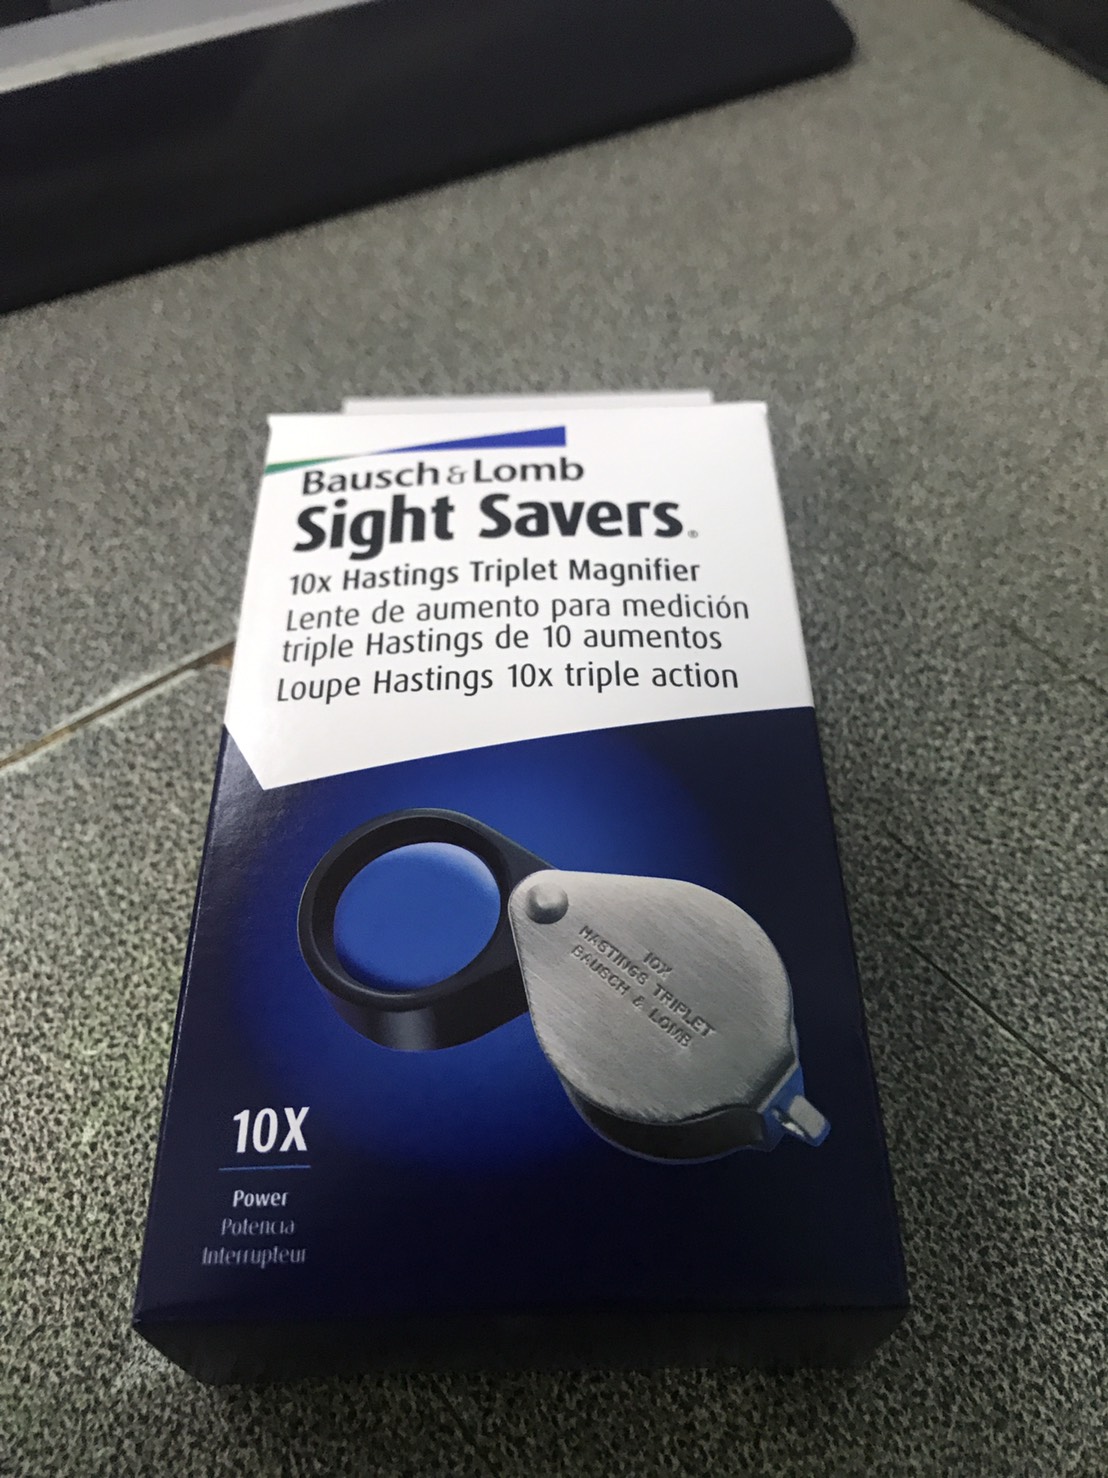 Bausch & Lomb
Sight Savers®
10x Hastings Triplet Magnifier
Lente de aumento para medición
triple Hastings de 10 aumentos
Loupe Hastings 10x triple action
10X
HASTINGS TRIPLET
BAUSCH & LOMB
10X
Power
Potencia
Interrupteur